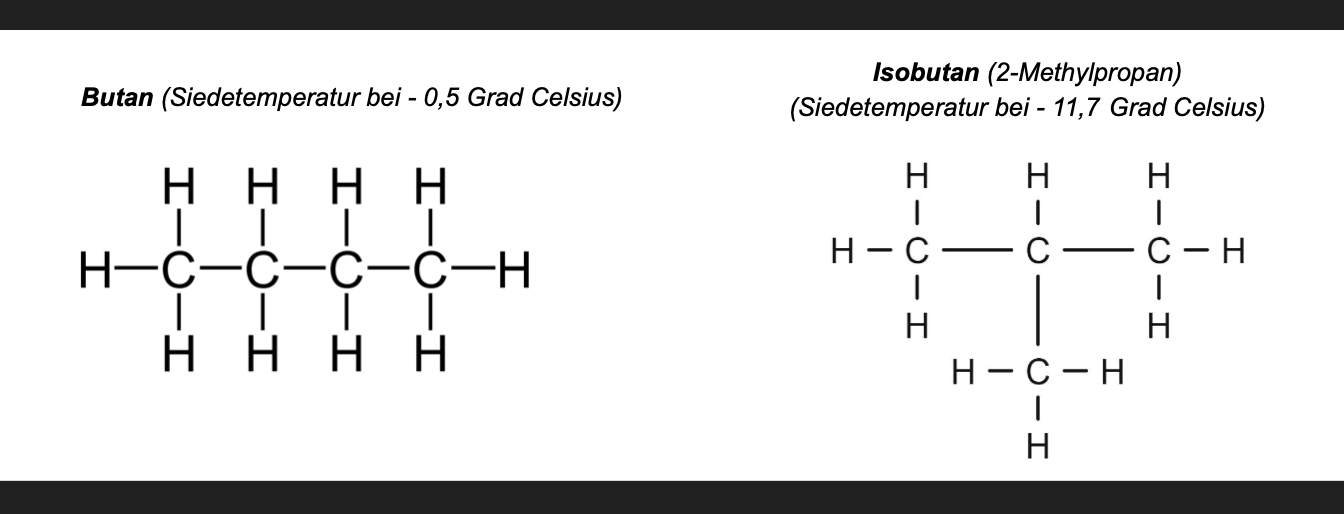 Butan (Siedetemperatur bei - 0,5 Grad Celsius)
H H H H
H—C—C—C—C—H
H H H H
Isobutan (2-Methylpropan)
(Siedetemperatur bei - 11,7 Grad Celsius)
H H H
H – C — C — C – H
H H
H – C – H
H